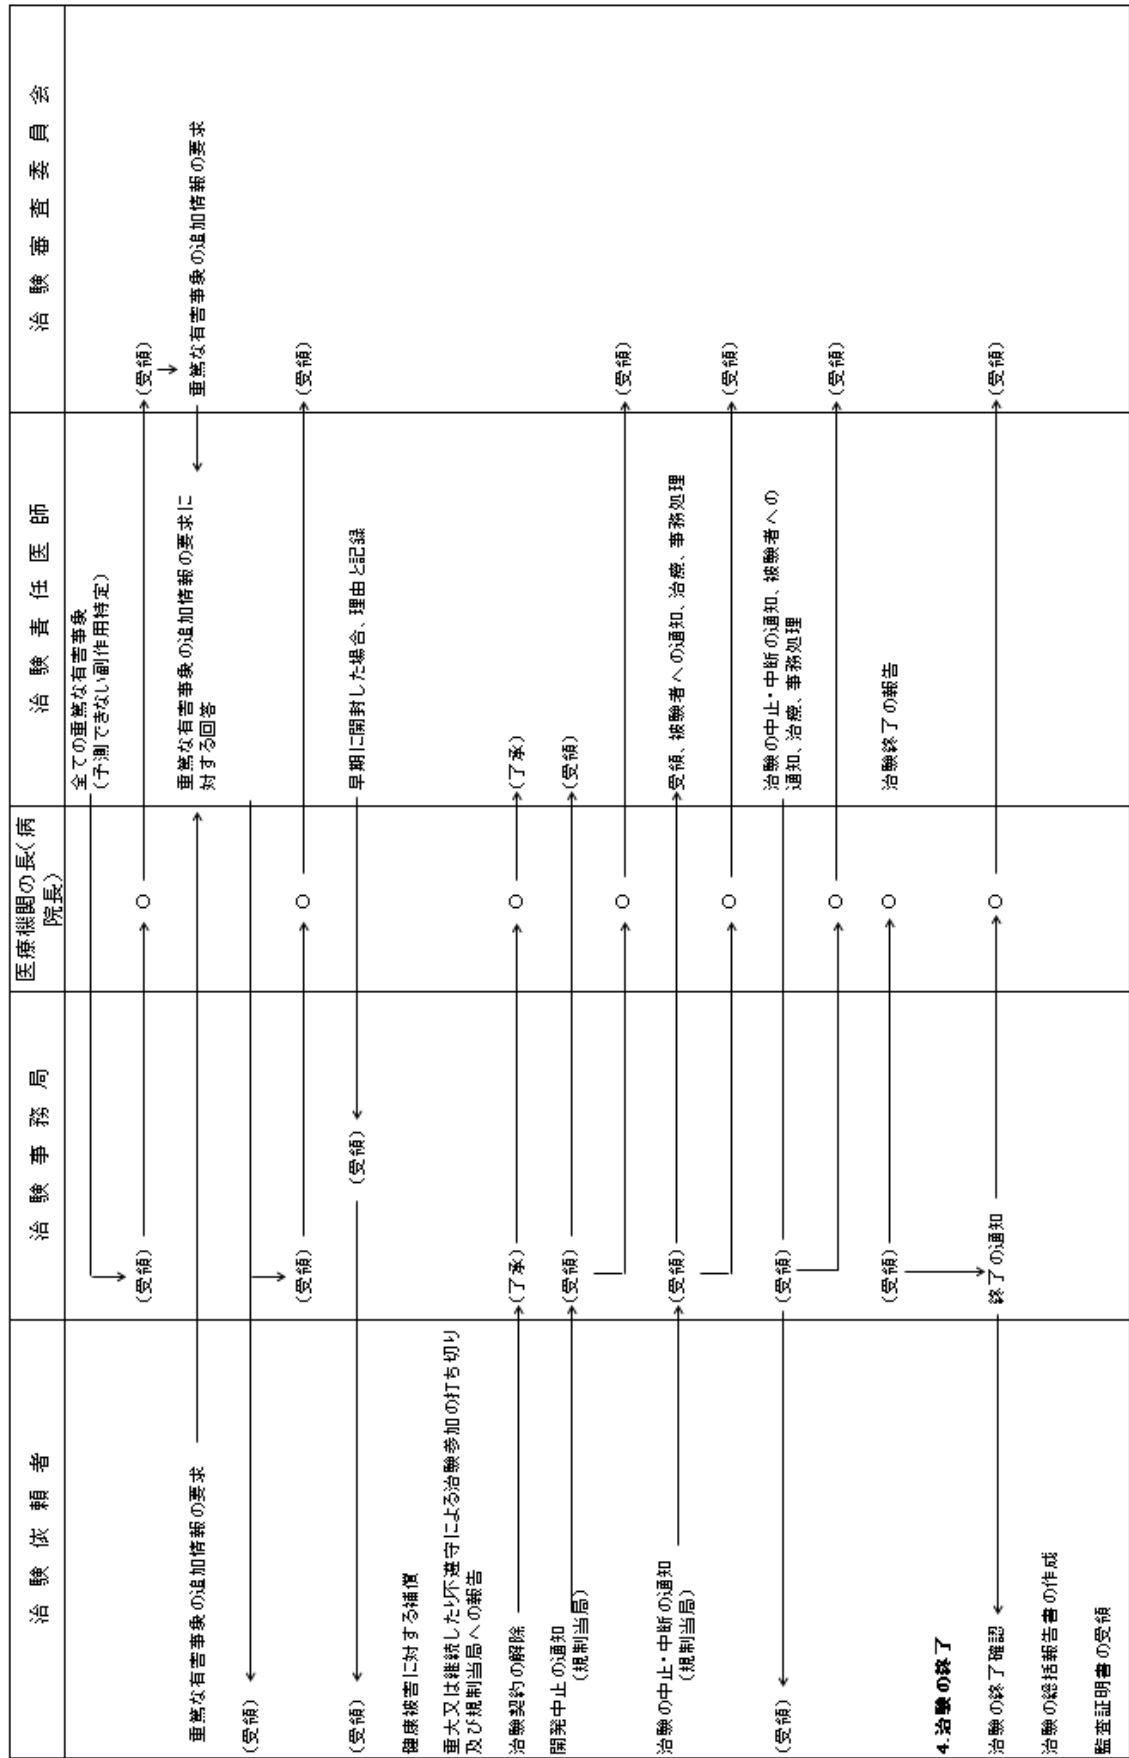 治験依頼者
治験事務局
医療機関の長(病
院長)
治験責任医師
治験審査委員会
全ての重篤な有害事象
(予測できない副作用特定)
(受領)
○
(受領)
重篤な有害事象の追加情報の要求
重篤な有害事象の追加情報の要求に
対する回答
重篤な有害事象の追加情報の要求
(受領)
(受領)
○
(受領)
(受領)
(受領)
早期に開封した場合、理由と記録
健康被害に対する補償
重大又は継続したり不遵守による治験参加の打ち切り
及び規制当局への報告
治験契約の解除
(了承)
○
(了承)
開発中止の通知
(規制当局)
(受領)
(受領)
○
(受領)
治験の中止・中断の通知
(規制当局)
(受領)
受領、被験者への通知、治療、事務処理
○
(受領)
(受領)
(受領)
治験の中止・中断の通知、被験者への
通知、治療、事務処理
○
(受領)
(受領)
○
治験終了の報告
4.治験の終了
治験の終了確認
終了の通知
○
(受領)
治験の総括報告書の作成
監査証明書の受領